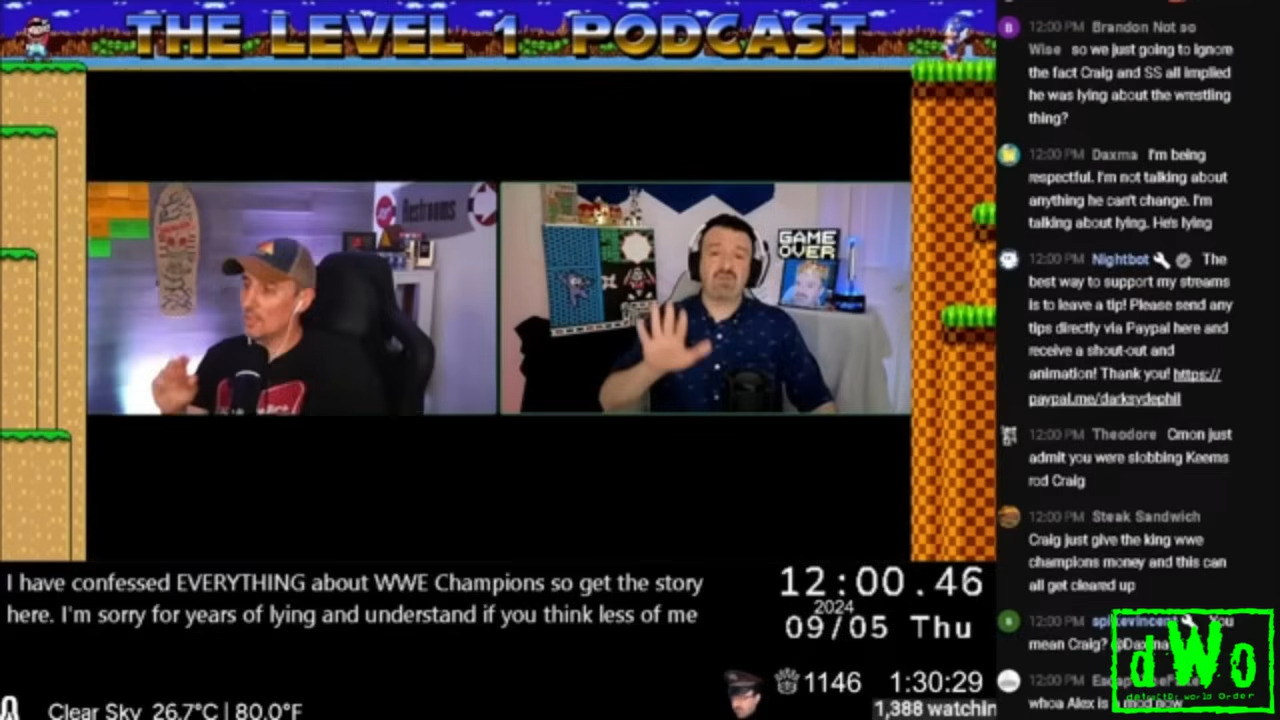 THE LEVEL 1 PODCAST
Restrooms
GAME
OVER
I have confessed EVERYTHING about WWE Champions so get the story
here. I'm sorry for years of lying and understand if you think less of me
12:00.46
2024
09/05 Thu
1146
1:30:29
1,388 watchin
Clear Sky 26.7°C | 80.0°F
12:00 PM Brandon Not so
Wise so we just going to ignore
the fact Craig and SS all implied
he was lying about the wrestling
thing?
12:00 PM Daxma I'm being
respectful. I'm not talking about
anything he can't change. I'm
talking about lying. He's lying
12:00 PM Nightbot The
best way to support my streams
is to leave a tip! Please send any
tips directly via Paypal here and
receive a shout-out and
animation! Thank you! https://
paypal.me/darksydephil
12:00 PM Theodore Cmon just
admit you were slobbing Keems
rod Craig
12:00 PM Steak Sandwich
Craig just give the king wwe
champions money and this can
all get cleared up
12:00 PM spikevincent You
mean Craig? @Daxma
12:00 PM
whoa Alex is a mod now
dWo
detroit: world Order